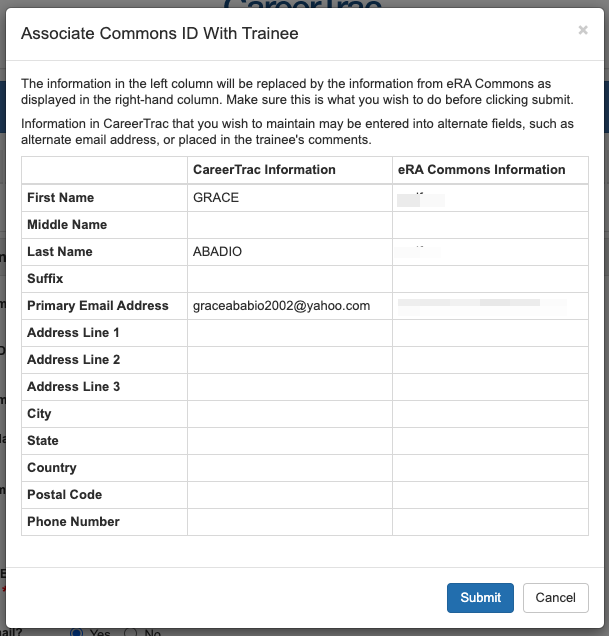 CareerTrac
Associate Commons ID With Trainee ×
The information in the left column will be replaced by the information from eRA Commons as
displayed in the right-hand column. Make sure this is what you wish to do before clicking submit.
Information in CareerTrac that you wish to maintain may be entered into alternate fields, such as
alternate email address, or placed in the trainee's comments.
CareerTrac Information eRA Commons Information
First Name GRACE
Middle Name
Last Name ABADIO
Suffix
Primary Email Address graceababio2002@yahoo.com
Address Line 1
Address Line 2
Address Line 3
City
State
Country
Postal Code
Phone Number
Submit Cancel
Yes No